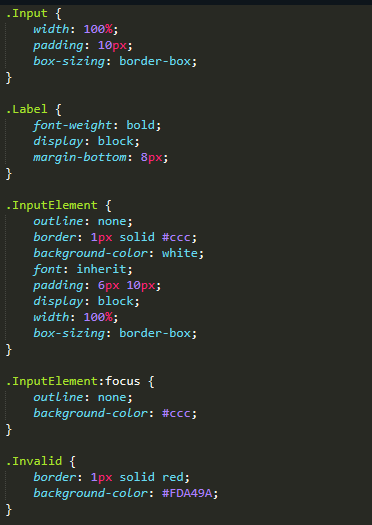 .Input {
width: 100%;
padding: 10px;
box-sizing: border-box;
}
.Label {
font-weight: bold;
display: block;
margin-bottom: 8px;
}
.InputElement {
outline: none;
border: 1px solid #ccc;
background-color: white;
font: inherit;
padding: 6px 10px;
display: block;
width: 100%;
box-sizing: border-box;
}
.InputElement:focus {
outline: none;
background-color: #ccc;
}
.Invalid {
border: 1px solid red;
background-color: #FDA49A;
}